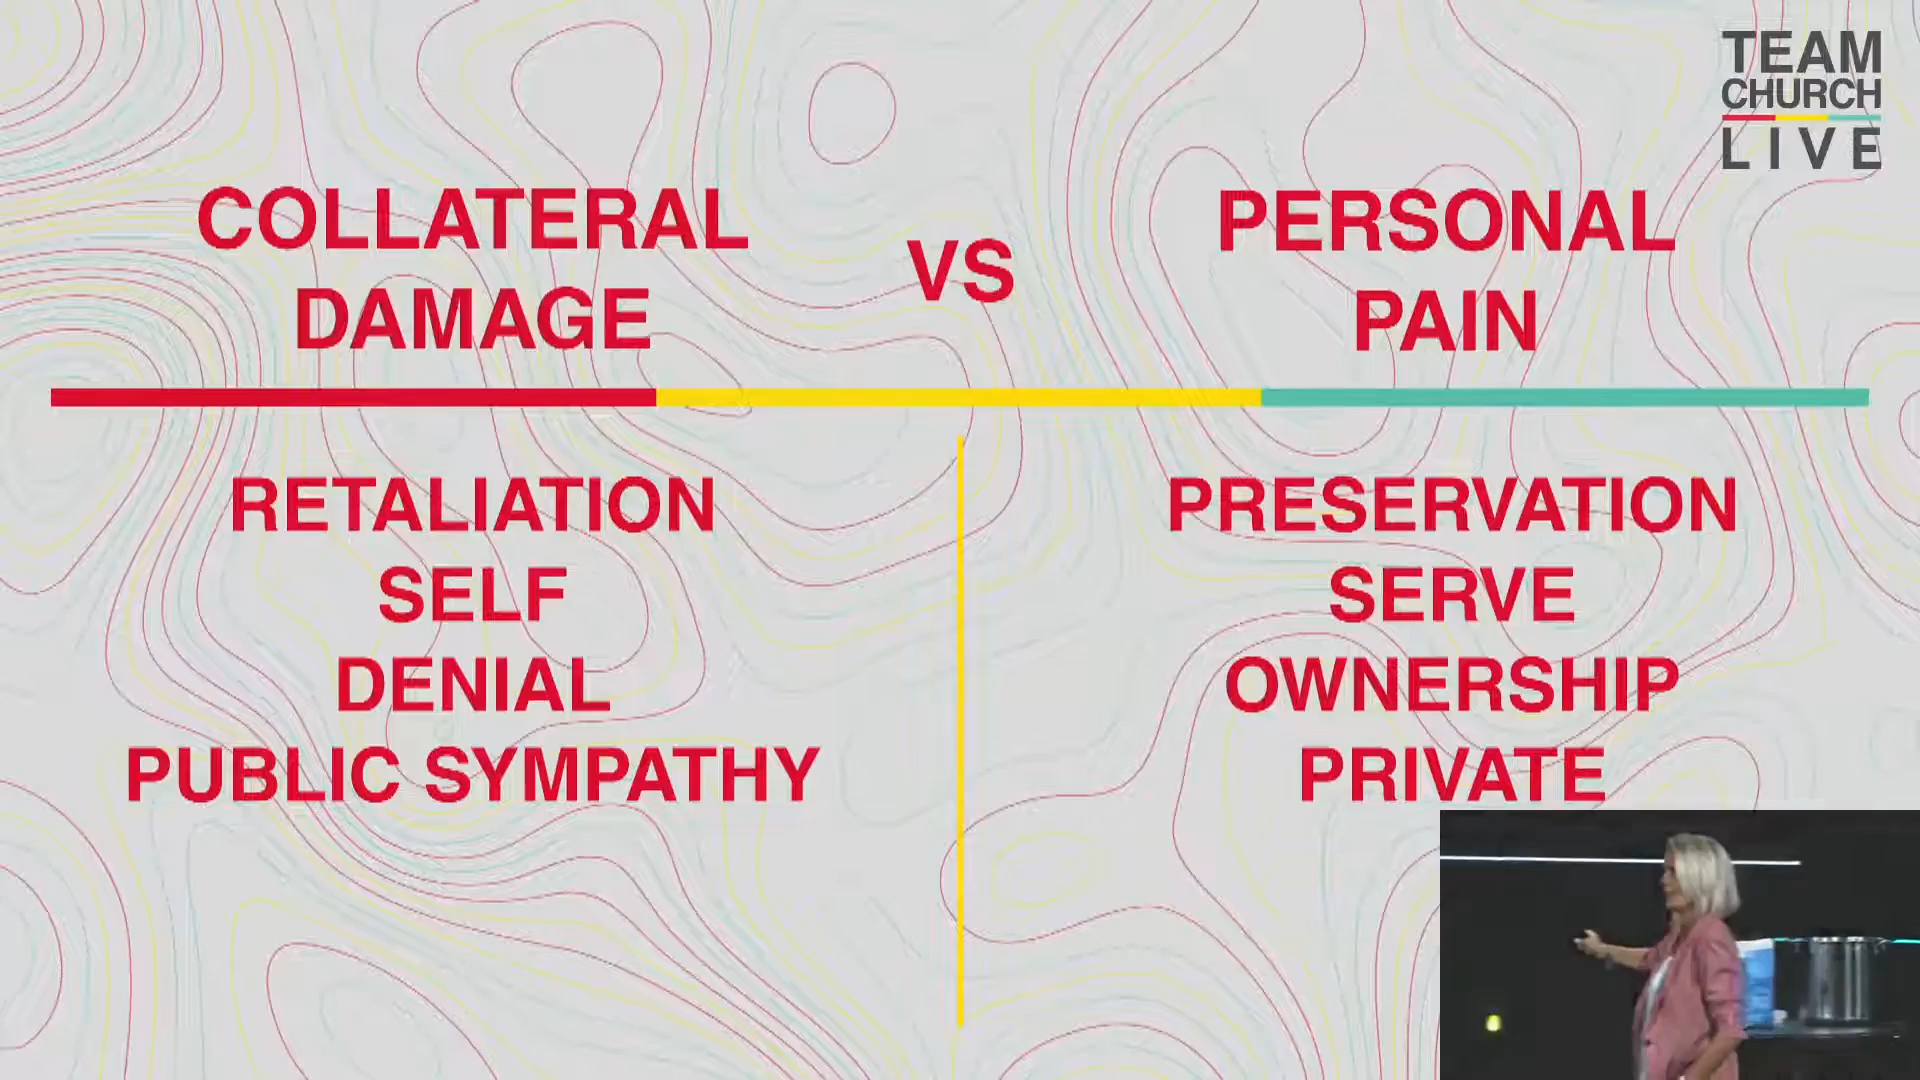 TEAM
CHURCH
LIVE
COLLATERAL
DAMAGE
VS
PERSONAL
PAIN
RETALIATION
SELF
DENIAL
PUBLIC SYMPATHY
PRESERVATION
SERVE
OWNERSHIP
PRIVATE